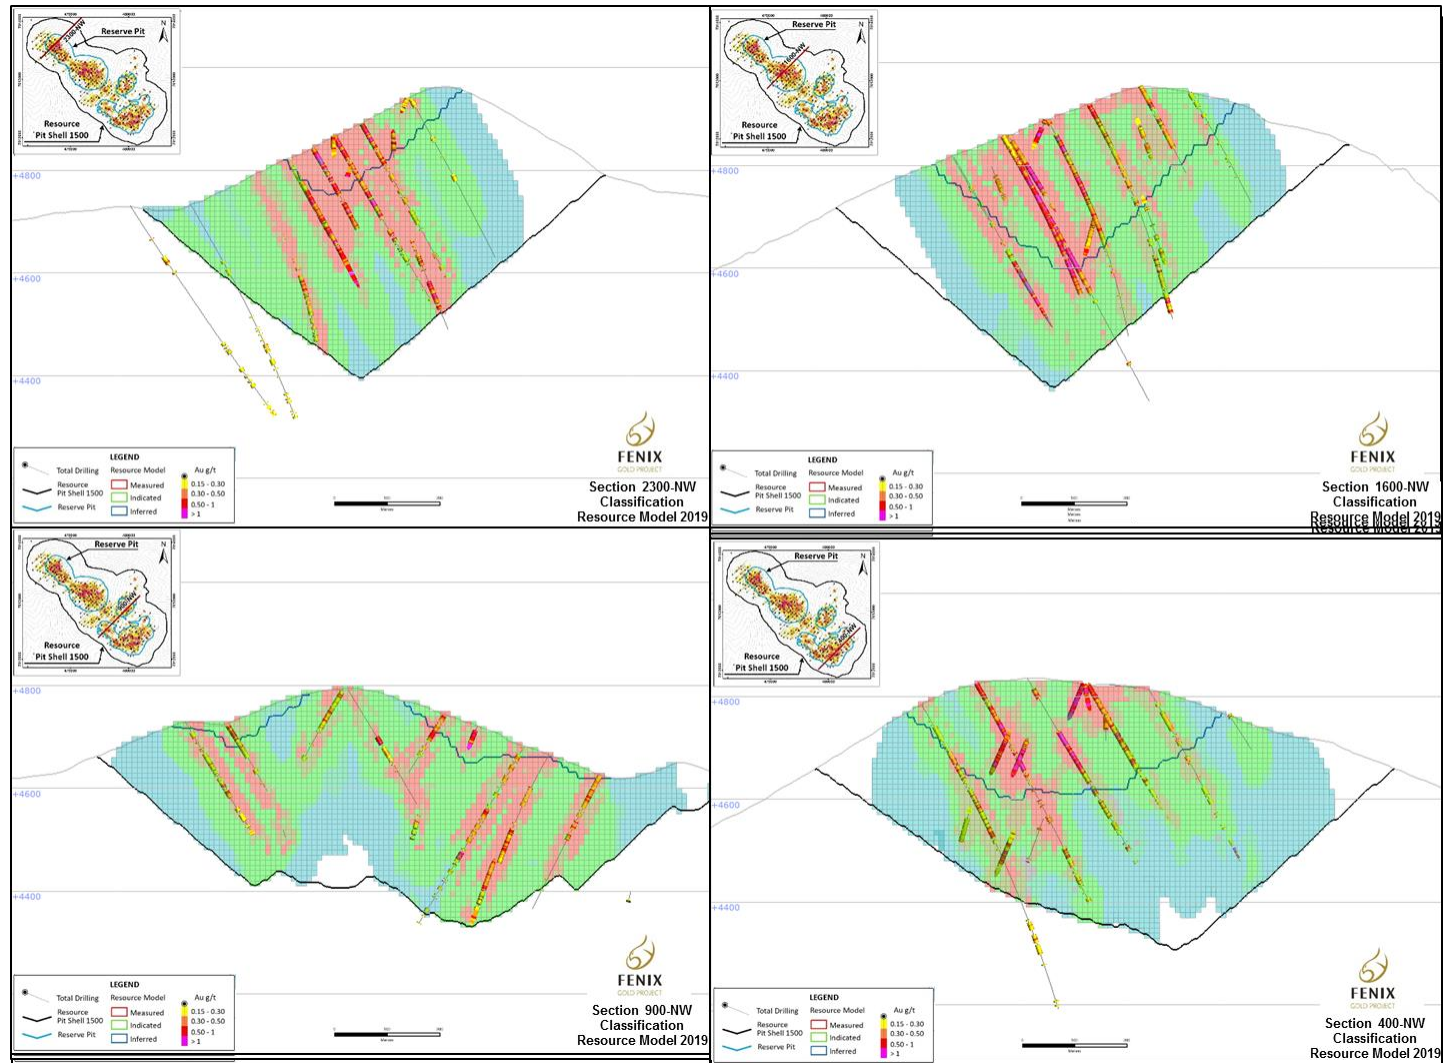 2300-NW
N
Reserve Pit
Resource
Pit Shell 1500
+4800
+4600
+4400
FENIX
GOLD PROJECT
LEGEND
Total Drilling
Resource
Pit Shell 1500
Reserve Pit
Resource Model
Measured
Indicated
Inferred
Au g/t
0.15 - 0.30
0.30 - 0.50
0.50 - 1
> 1
Section 2300-NW
Classification
Resource Model 2019
1600-NW
N
Reserve Pit
Resource
Pit Shell 1500
+4800
+4600
+4400
FENIX
GOLD PROJECT
LEGEND
Total Drilling
Resource
Pit Shell 1500
Reserve Pit
Resource Model
Measured
Indicated
Inferred
Au g/t
0.15 - 0.30
0.30 - 0.50
0.50 - 1
> 1
Section 1600-NW
Classification
Resource Model 2019
900-NW
N
Reserve Pit
Resource
Pit Shell 1500
+4800
+4600
+4400
FENIX
GOLD PROJECT
LEGEND
Total Drilling
Resource
Pit Shell 1500
Reserve Pit
Resource Model
Measured
Indicated
Inferred
Au g/t
0.15 - 0.30
0.30 - 0.50
0.50 - 1
> 1
Section 900-NW
Classification
Resource Model 2019
400-NW
N
Reserve Pit
Resource
Pit Shell 1500
+4800
+4600
+4400
FENIX
GOLD PROJECT
LEGEND
Total Drilling
Resource
Pit Shell 1500
Reserve Pit
Resource Model
Measured
Indicated
Inferred
Au g/t
0.15 - 0.30
0.30 - 0.50
0.50 - 1
> 1
Section 400-NW
Classification
Resource Model 2019